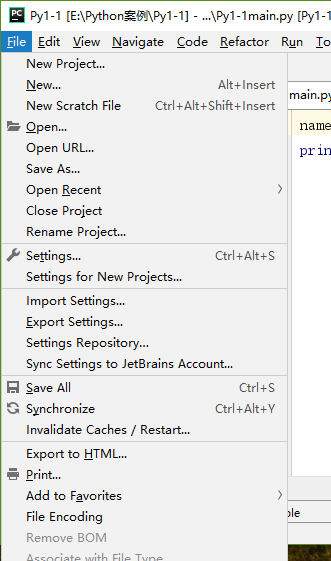 PC Py1-1 [E:\Python案例\Py1-1] - ...\Py1-1main.py [Py1-1
File Edit View Navigate Code Refactor Run To
New Project...
New... Alt+Insert
main.py
New Scratch File Ctrl+Alt+Shift+Insert
Open...
name
Open URL...
prin
Save As...
Open Recent
Close Project
Rename Project...
Settings... Ctrl+Alt+S
Settings for New Projects...
Import Settings...
Export Settings...
Settings Repository...
Sync Settings to JetBrains Account...
Save All Ctrl+S
Synchronize Ctrl+Alt+Y
Invalidate Caches / Restart...
Export to HTML...
Print...
Add to Favorites
File Encoding
ple
Remove BOM
Associate with File Type